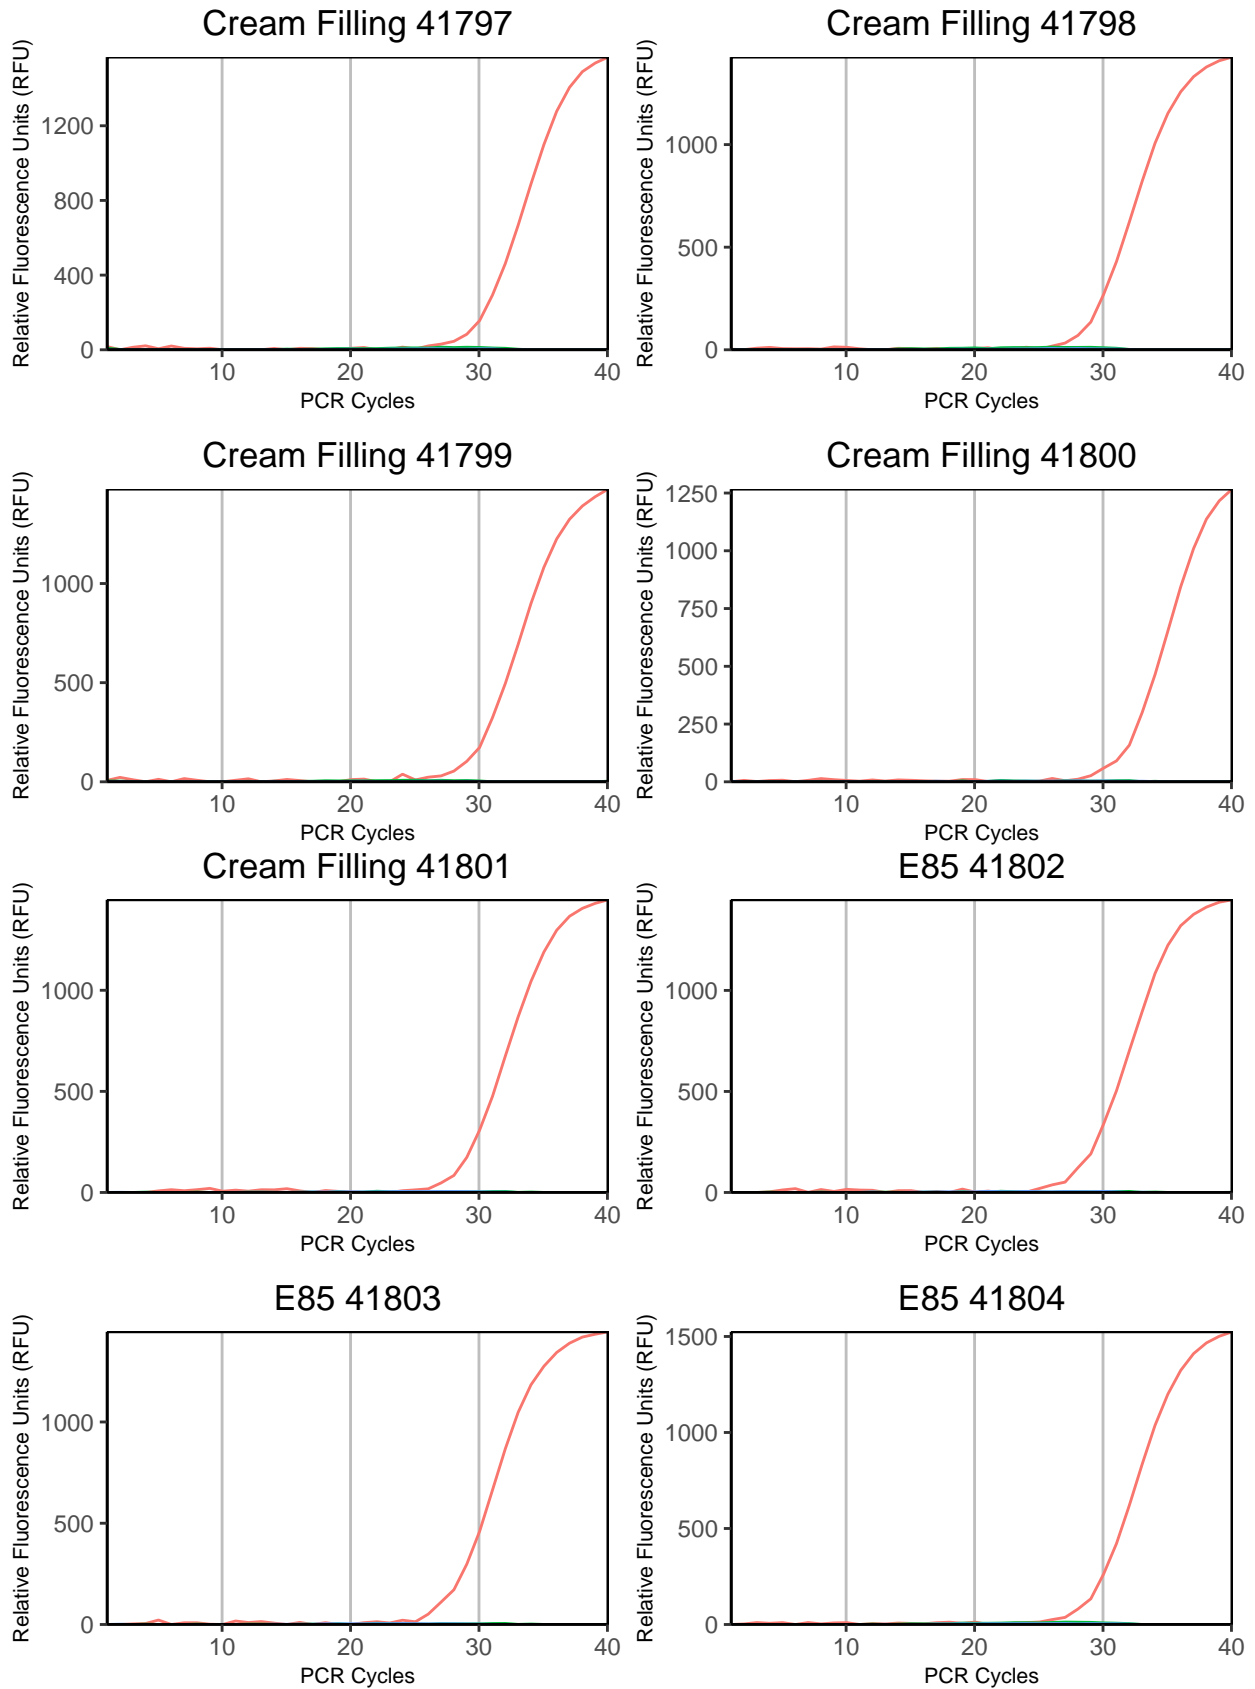 Cream Filling 41797
Relative Fluorescence Units (RFU)
1200
800
400
0
10 20 30 40
PCR Cycles
Cream Filling 41798
Relative Fluorescence Units (RFU)
1000
500
0
10 20 30 40
PCR Cycles
Cream Filling 41799
Relative Fluorescence Units (RFU)
1000
500
0
10 20 30 40
PCR Cycles
Cream Filling 41800
Relative Fluorescence Units (RFU)
1250
1000
750
500
250
0
10 20 30 40
PCR Cycles
Cream Filling 41801
Relative Fluorescence Units (RFU)
1000
500
0
10 20 30 40
PCR Cycles
E85 41802
Relative Fluorescence Units (RFU)
1000
500
0
10 20 30 40
PCR Cycles
E85 41803
Relative Fluorescence Units (RFU)
1000
500
0
10 20 30 40
PCR Cycles
E85 41804
Relative Fluorescence Units (RFU)
1500
1000
500
0
10 20 30 40
PCR Cycles